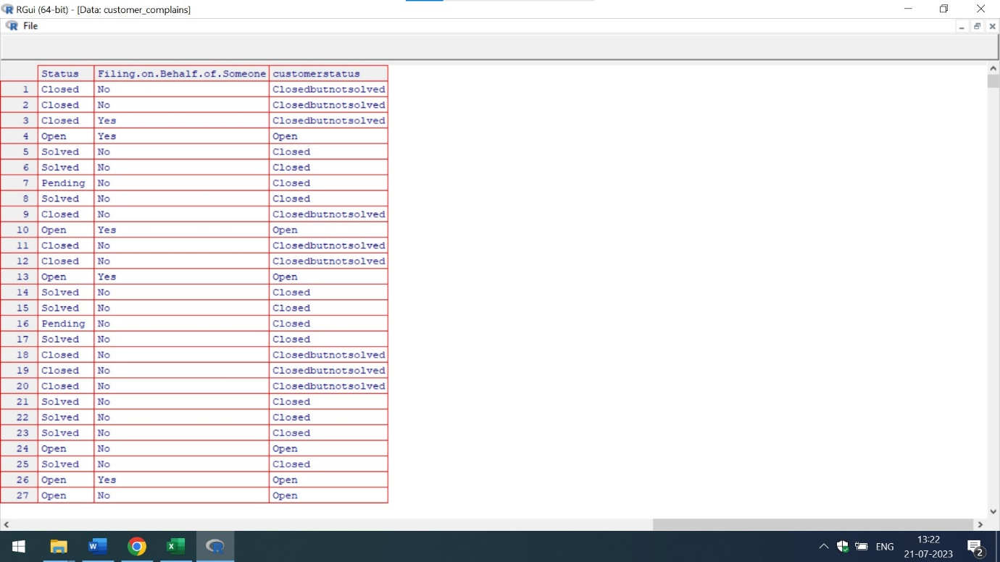 RGui (64-bit) - [Data: customer_complains]
File
Status Filing.on.Behalf.of.Someone customerstatus
1 Closed No Closedbutnotsolved
2 Closed No Closedbutnotsolved
3 Closed Yes Closedbutnotsolved
4 Open Yes Open
5 Solved No Closed
6 Solved No Closed
7 Pending No Closed
8 Solved No Closed
9 Closed No Closedbutnotsolved
10 Open Yes Open
11 Closed No Closedbutnotsolved
12 Closed No Closedbutnotsolved
13 Open Yes Open
14 Solved No Closed
15 Solved No Closed
16 Pending No Closed
17 Solved No Closed
18 Closed No Closedbutnotsolved
19 Closed No Closedbutnotsolved
20 Closed No Closedbutnotsolved
21 Solved No Closed
22 Solved No Closed
23 Solved No Closed
24 Open No Open
25 Solved No Closed
26 Open Yes Open
27 Open No Open
ENG
13:22
21-07-2023
2